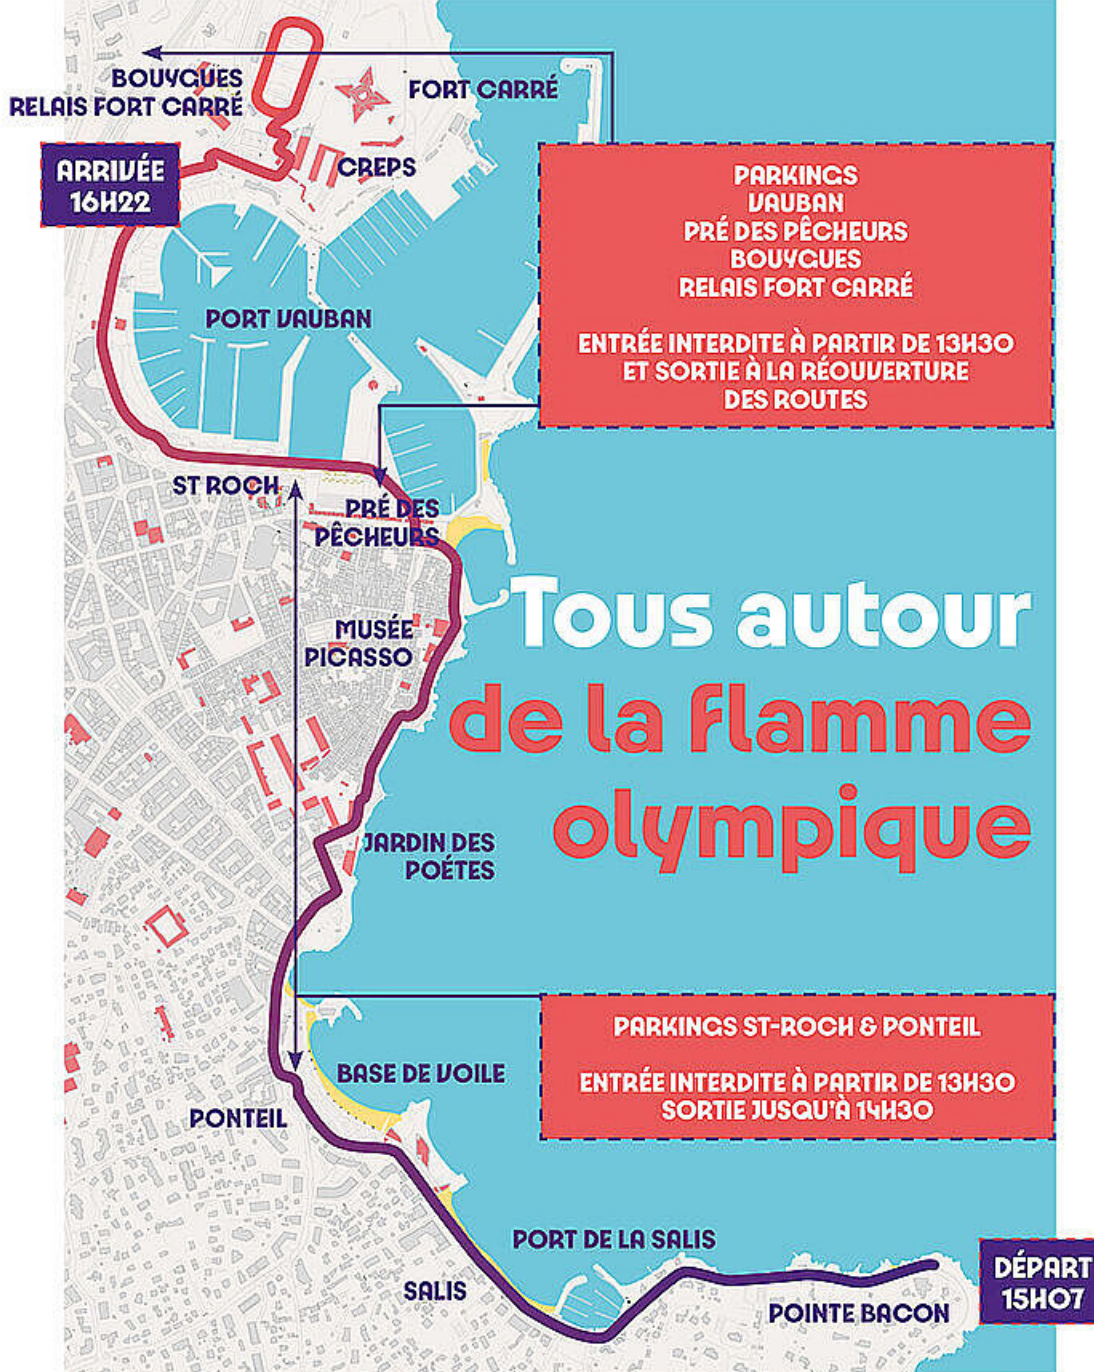 BOUYGUES
RELAIS FORT CARRÉ
FORT CARRÉ
ARRIVÉE
16H22
CREPS
PARKINGS
VAUBAN
PRÉ DES PÊCHEURS
BOUYGUES
RELAIS FORT CARRÉ
ENTRÉE INTERDITE À PARTIR DE 13H30
ET SORTIE À LA RÉOUVERTURE
DES ROUTES
PORT VAUBAN
ST ROCH
PRÉ DES
PÊCHEURS
Tous autour
de la flamme
olympique
MUSÉE
PICASSO
JARDIN DES
POÉTES
PARKINGS ST-ROCH & PONTEIL
ENTRÉE INTERDITE À PARTIR DE 13H30
SORTIE JUSQU'À 14H30
BASE DE VOILE
PONTEIL
PORT DE LA SALIS
SALIS
DÉPART
15H07
POINTE BACON